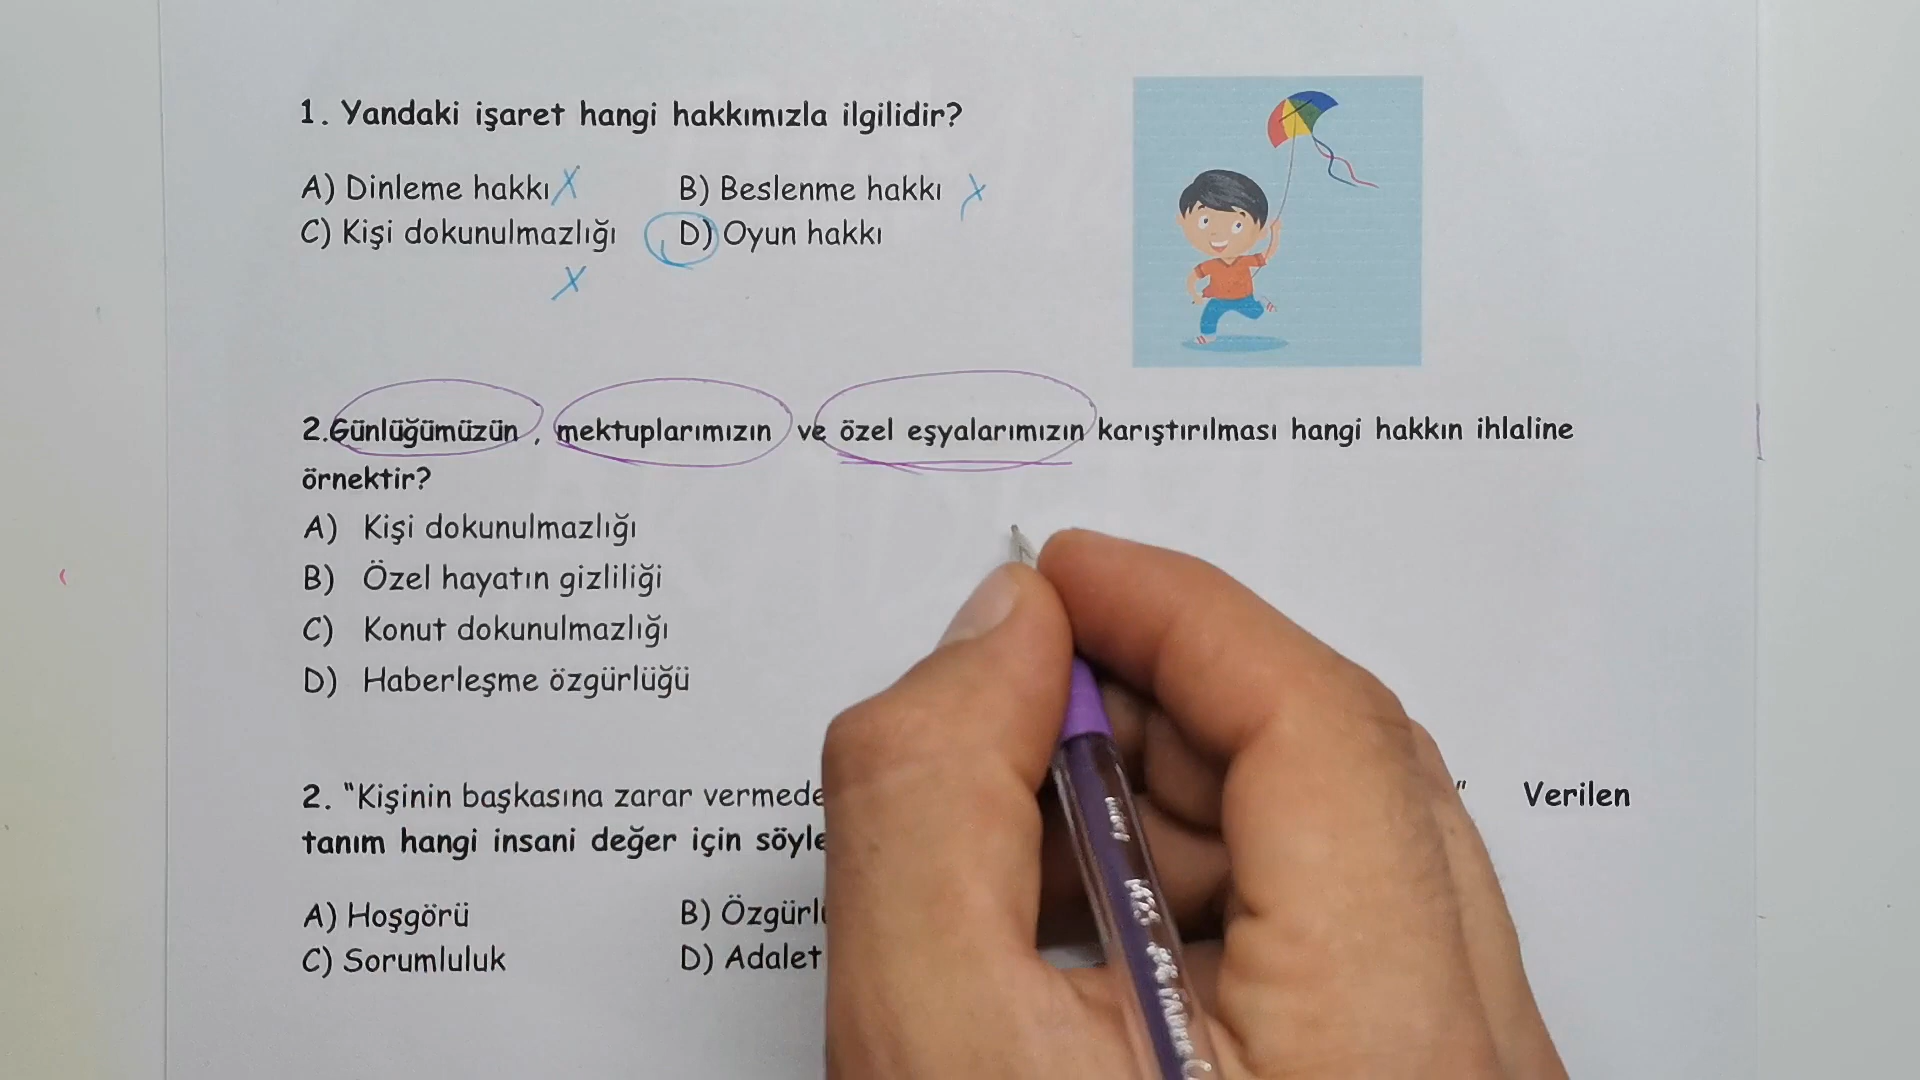 1. Yandaki işaret hangi hakkımızla ilgilidir?
A) Dinleme hakkı X B) Beslenme hakkı X
C) Kişi dokunulmazlığı X D) Oyun hakkı
2.Günlüğümüzün , mektuplarımızın ve özel eşyalarımızın karıştırılması hangi hakkın ihlaline
örnektir?
A) Kişi dokunulmazlığı
B) Özel hayatın gizliliği
C) Konut dokunulmazlığı
D) Haberleşme özgürlüğü
2. "Kişinin başkasına zarar vermede " Verilen
tanım hangi insani değer için söyle
A) Hoşgörü B) Özgürl
C) Sorumluluk D) Adalet